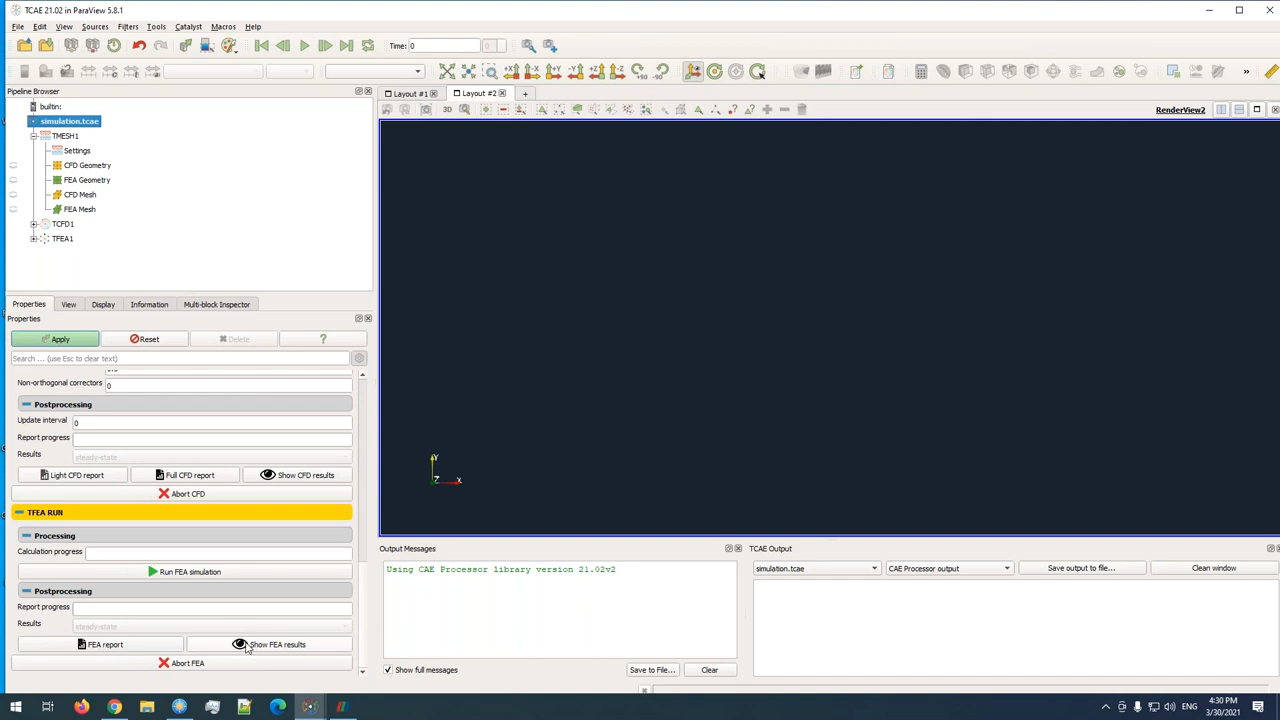 TCAE 21.02 in ParaView 5.8.1
File Edit View Sources Filters Tools Catalyst Macros Help
Time: 0
0
Pipeline Browser
Layout #1 Layout #2 +
builtin:
3D RenderView2
simulation.tcae
TMESH1
Settings
CFD Geometry
FEA Geometry
CFD Mesh
FEA Mesh
TCFD1
TFEA1
Properties View Display Information Multi-block Inspector
Properties
Apply Reset Delete ?
Search ... (use Esc to clear text)
Non-orthogonal correctors 0
Postprocessing
Update interval 0
Report progress
Results steady-state
Light CFD report Full CFD report Show CFD results
Abort CFD
TFEA RUN
Processing
Calculation progress
Run FEA simulation
Postprocessing
Report progress
Results steady-state
FEA report Show FEA results
Abort FEA
Y
Z X
Output Messages
Using CAE Processor library version 21.02v2
Show full messages Save to File... Clear
TCAE Output
simulation.tcae CAE Processor output Save output to file... Clean window
ENG 4:30 PM
3/30/2021